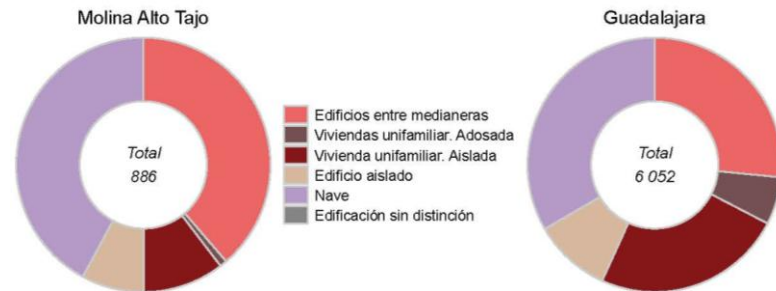 Molina Alto Tajo
Guadalajara
Total
886
Edificios entre medianeras
Viviendas unifamiliar. Adosada
Vivienda unifamiliar. Aislada
Edificio aislado
Nave
Edificación sin distinción
Total
6 052